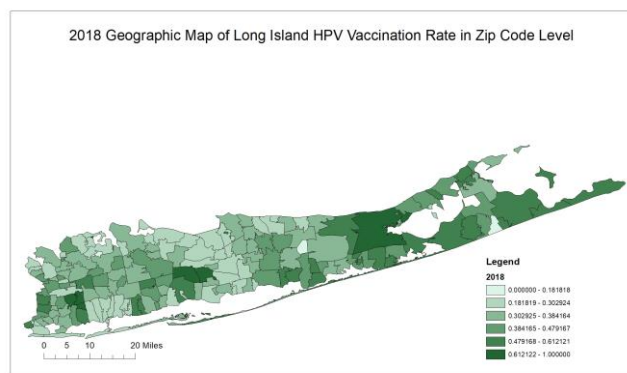 2018 Geographic Map of Long Island HPV Vaccination Rate in Zip Code Level
Legend
2018
0.000000 - 0.181818
0.181819 - 0.302924
0.302925 - 0.384164
0.384165 - 0.479167
0.479168 - 0.612121
0.612122 - 1.000000
0 5 10 20 Miles